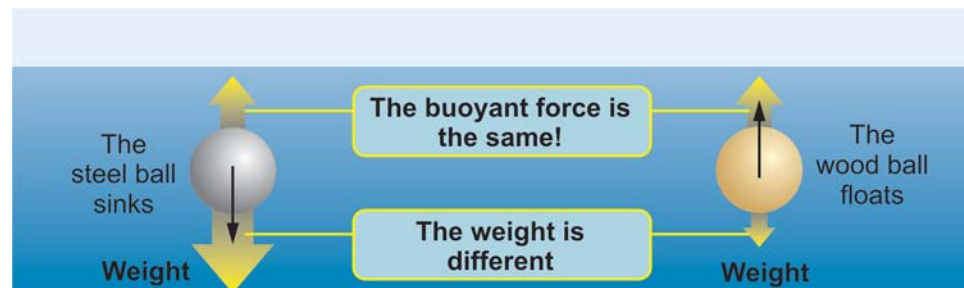 The buoyant force is
the same!
The
steel ball
sinks
The
wood ball
floats
The weight is
different
Weight
Weight